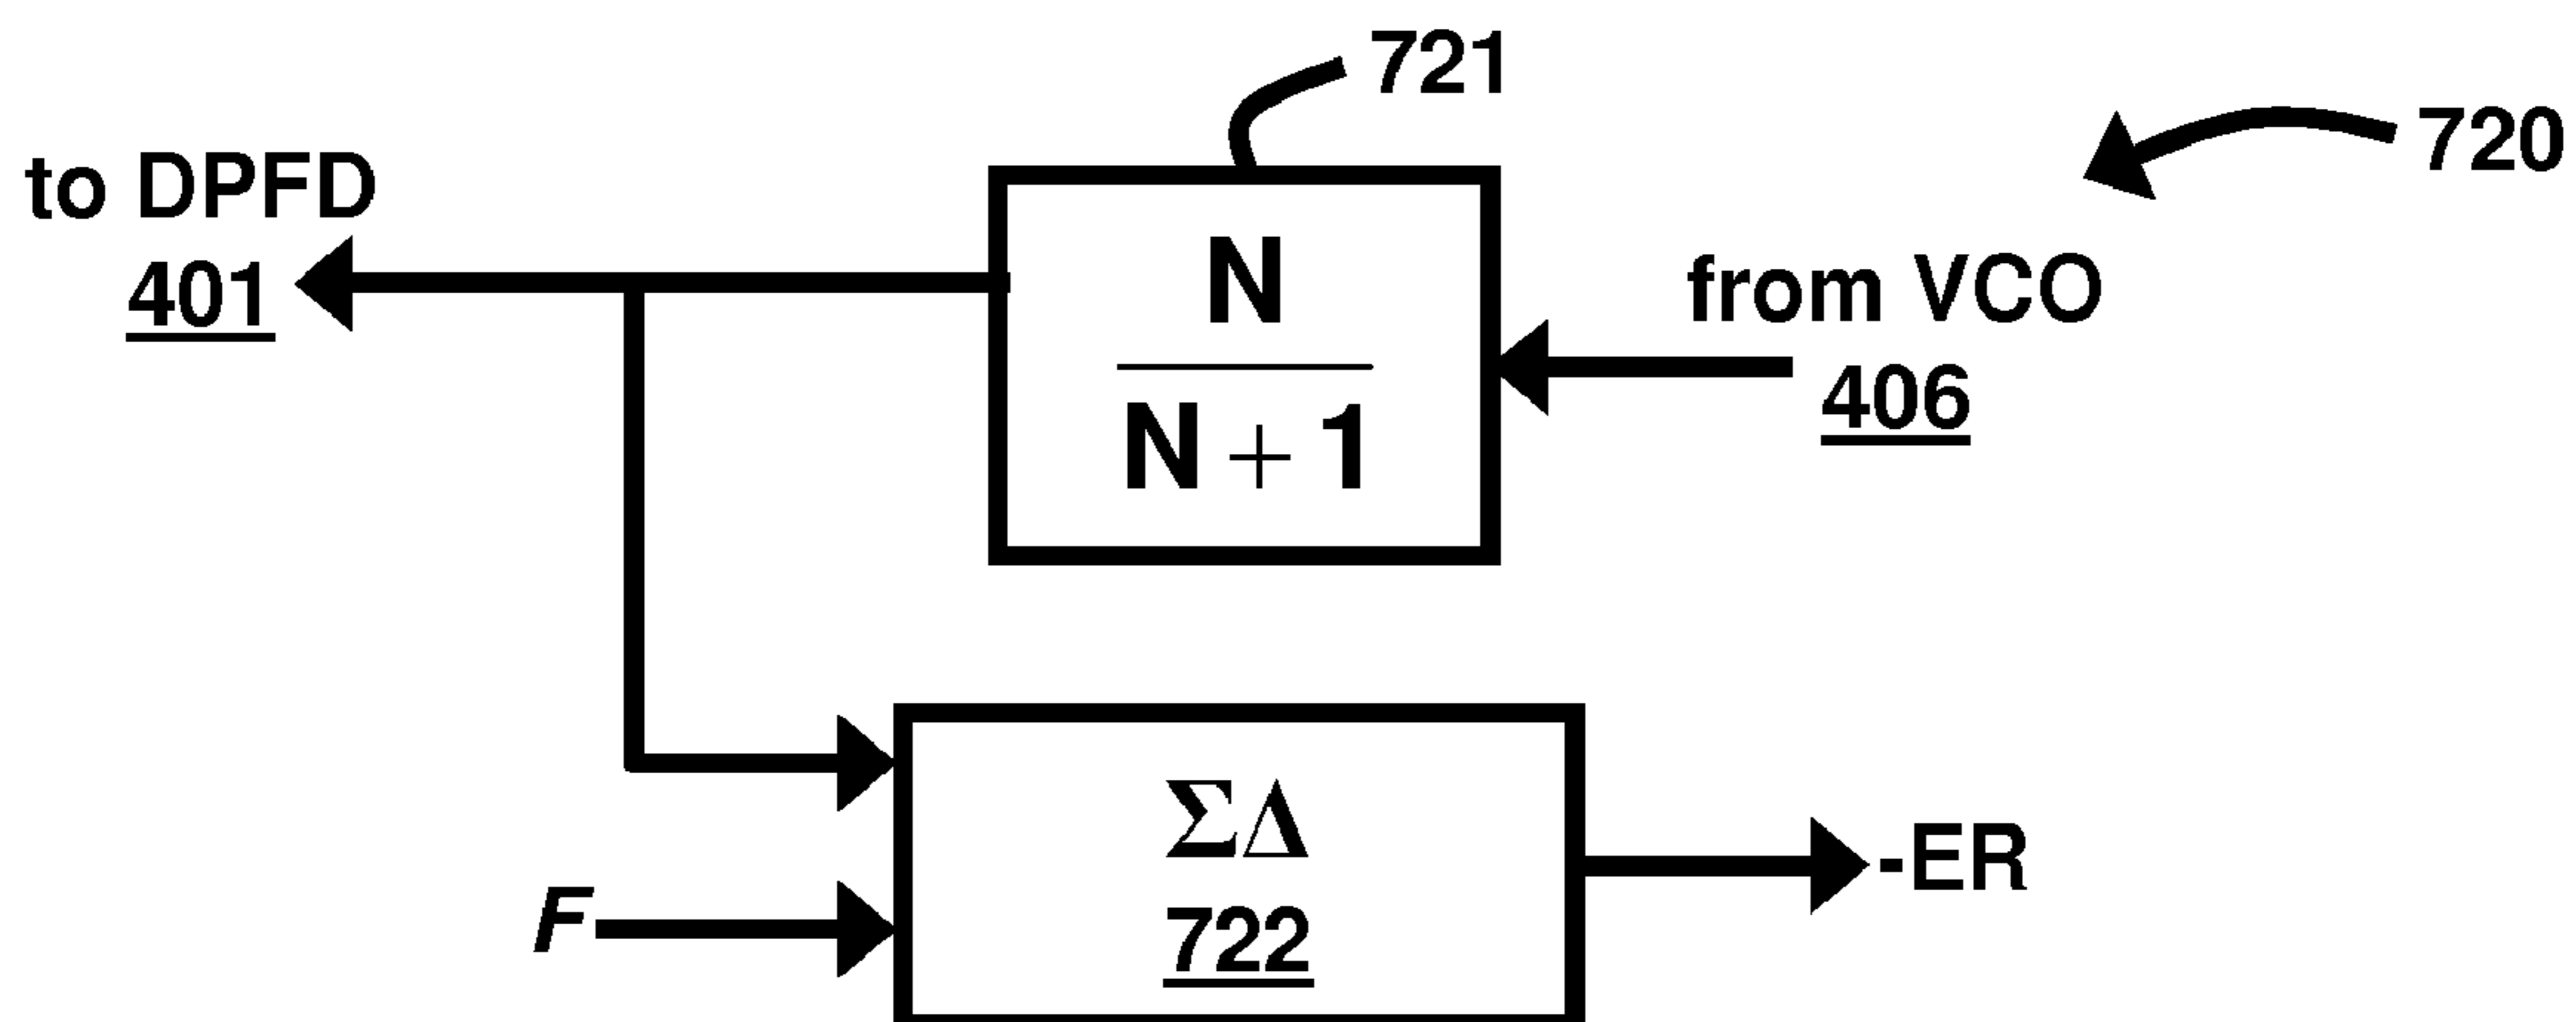 721
720
to DPFD
401
N
N + 1
from VCO
406
ΣΔ
722
F
-ER